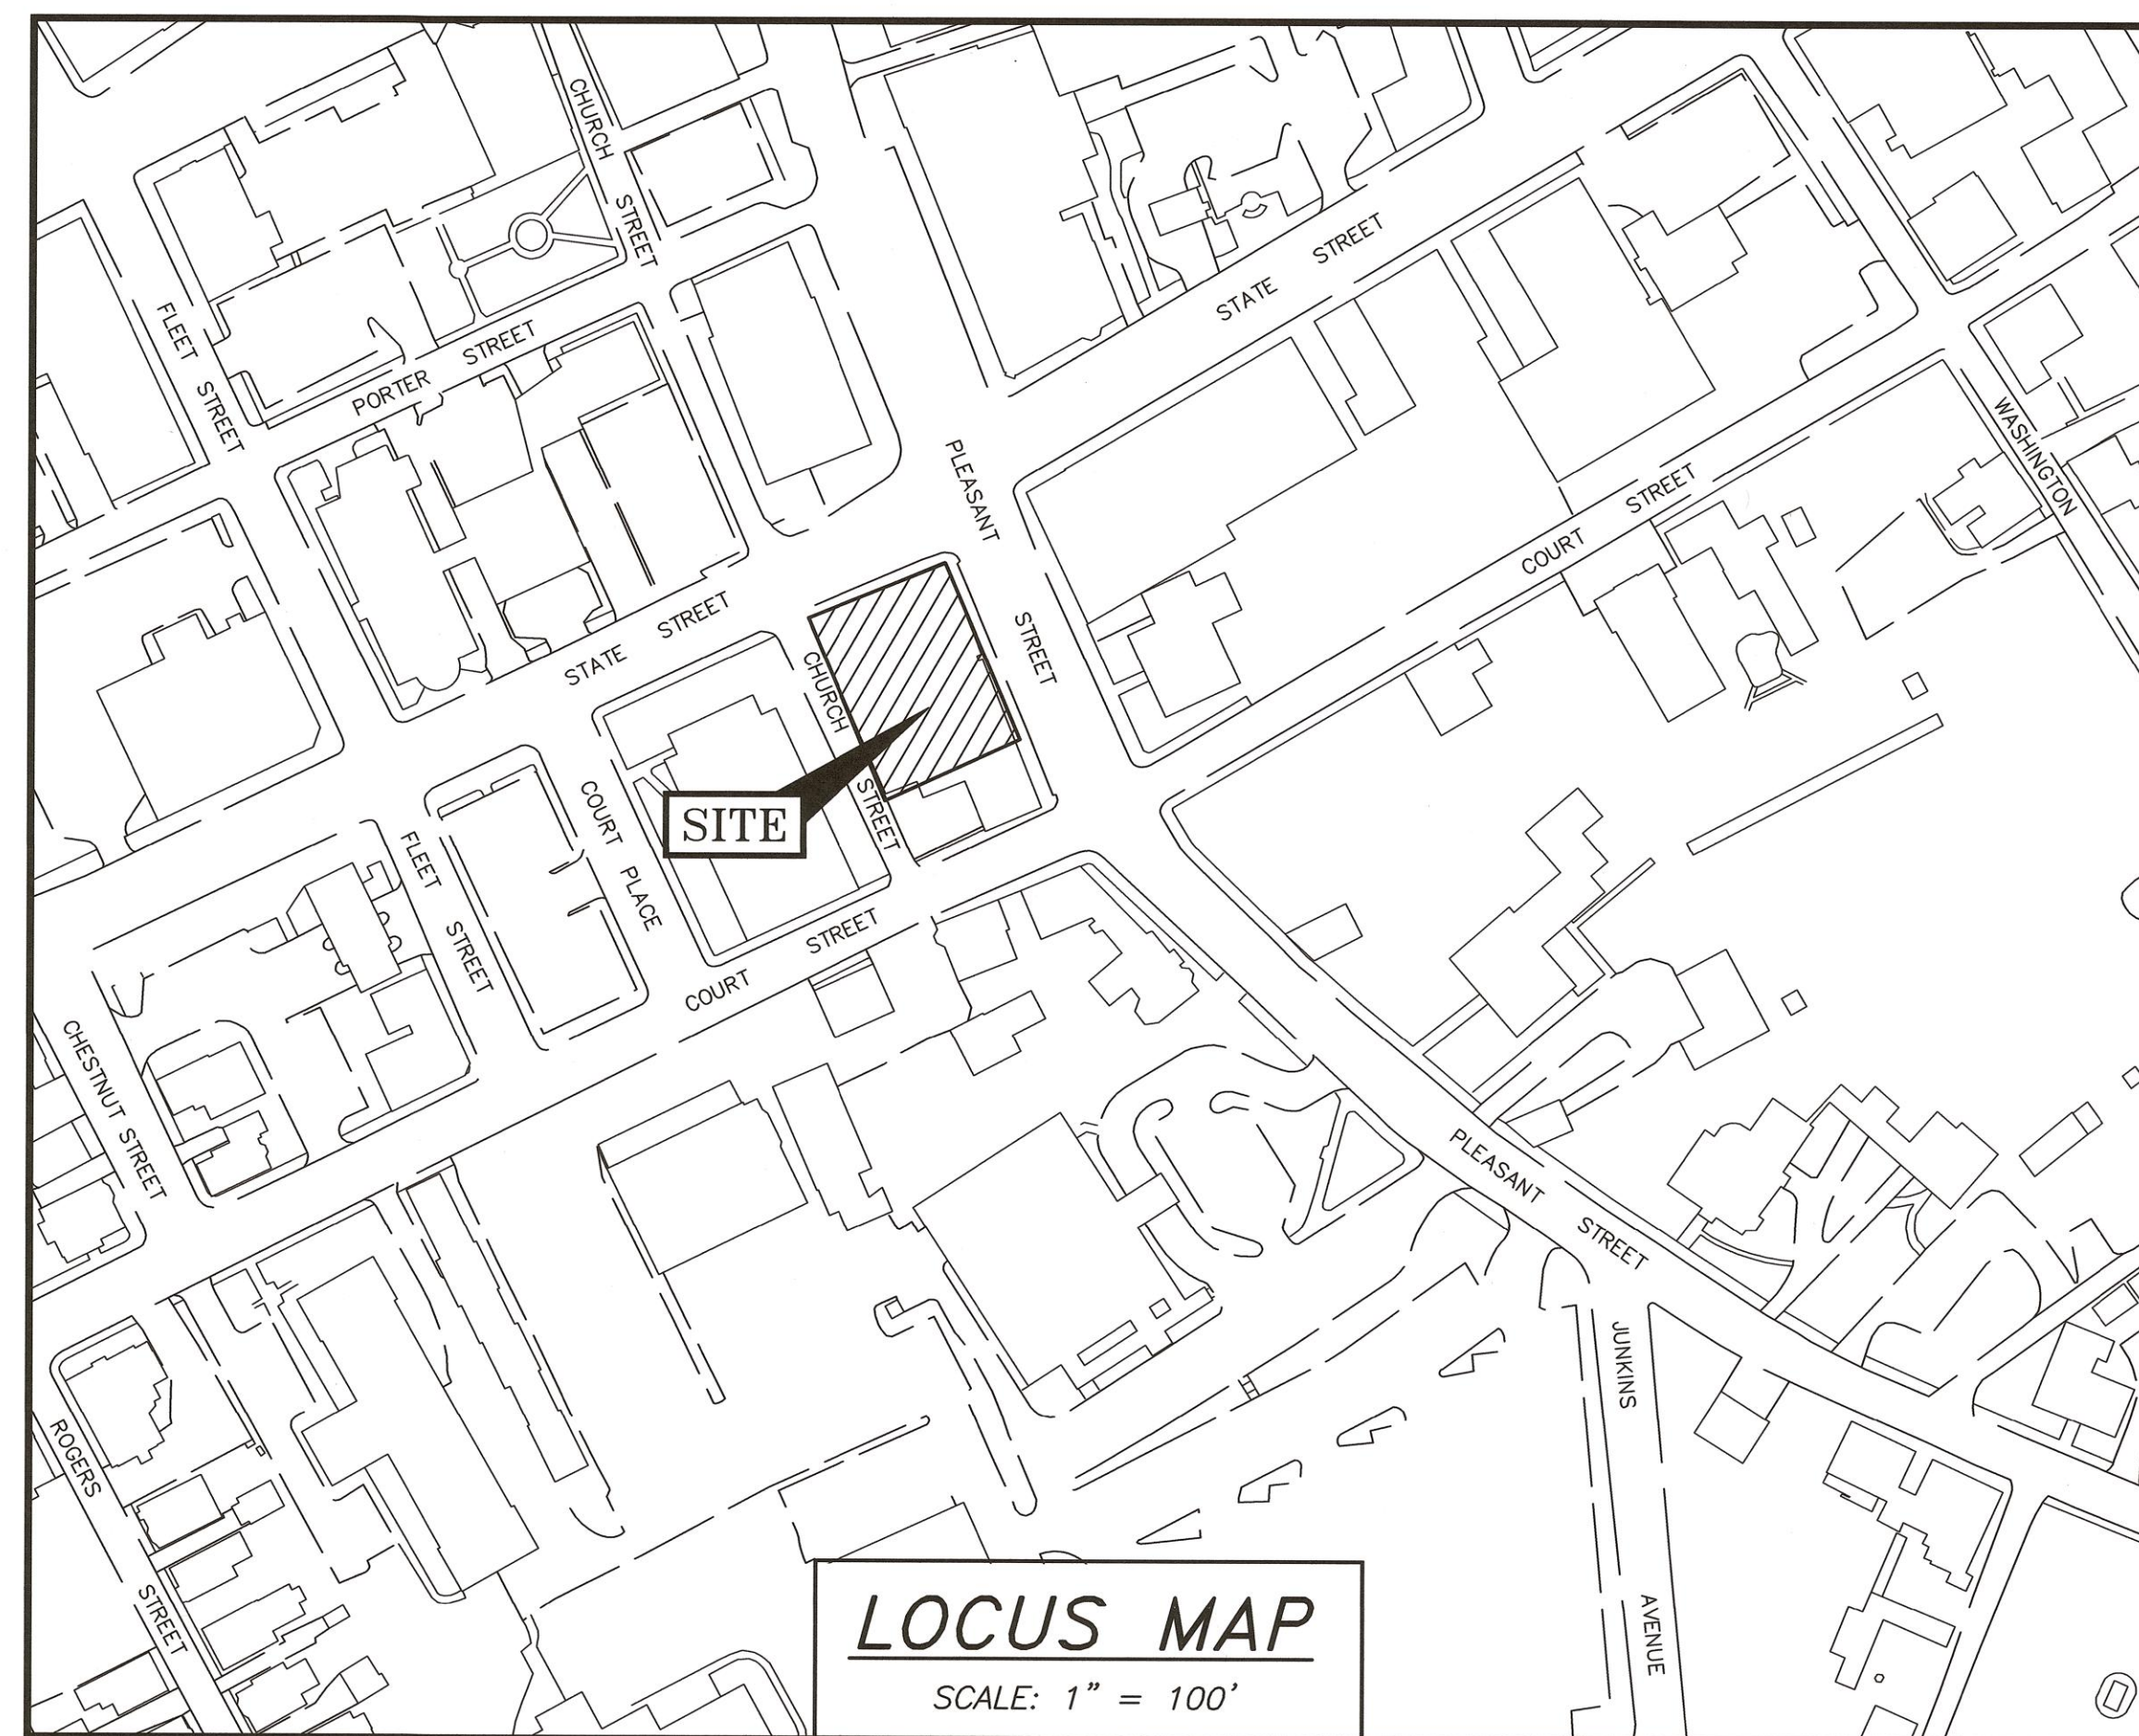 CHURCH STREET
STATE STREET
FLEET STREET
PORTER STREET
PLEASANT STREET
WASHINGTON
COURT STREET
STATE STREET
CHURCH STREET
SITE
COURT PLACE
FLEET STREET
COURT STREET
CHESTNUT STREET
PLEASANT STREET
JUNKINS AVENUE
ROGERS STREET
LOCUS MAP
SCALE: 1" = 100'